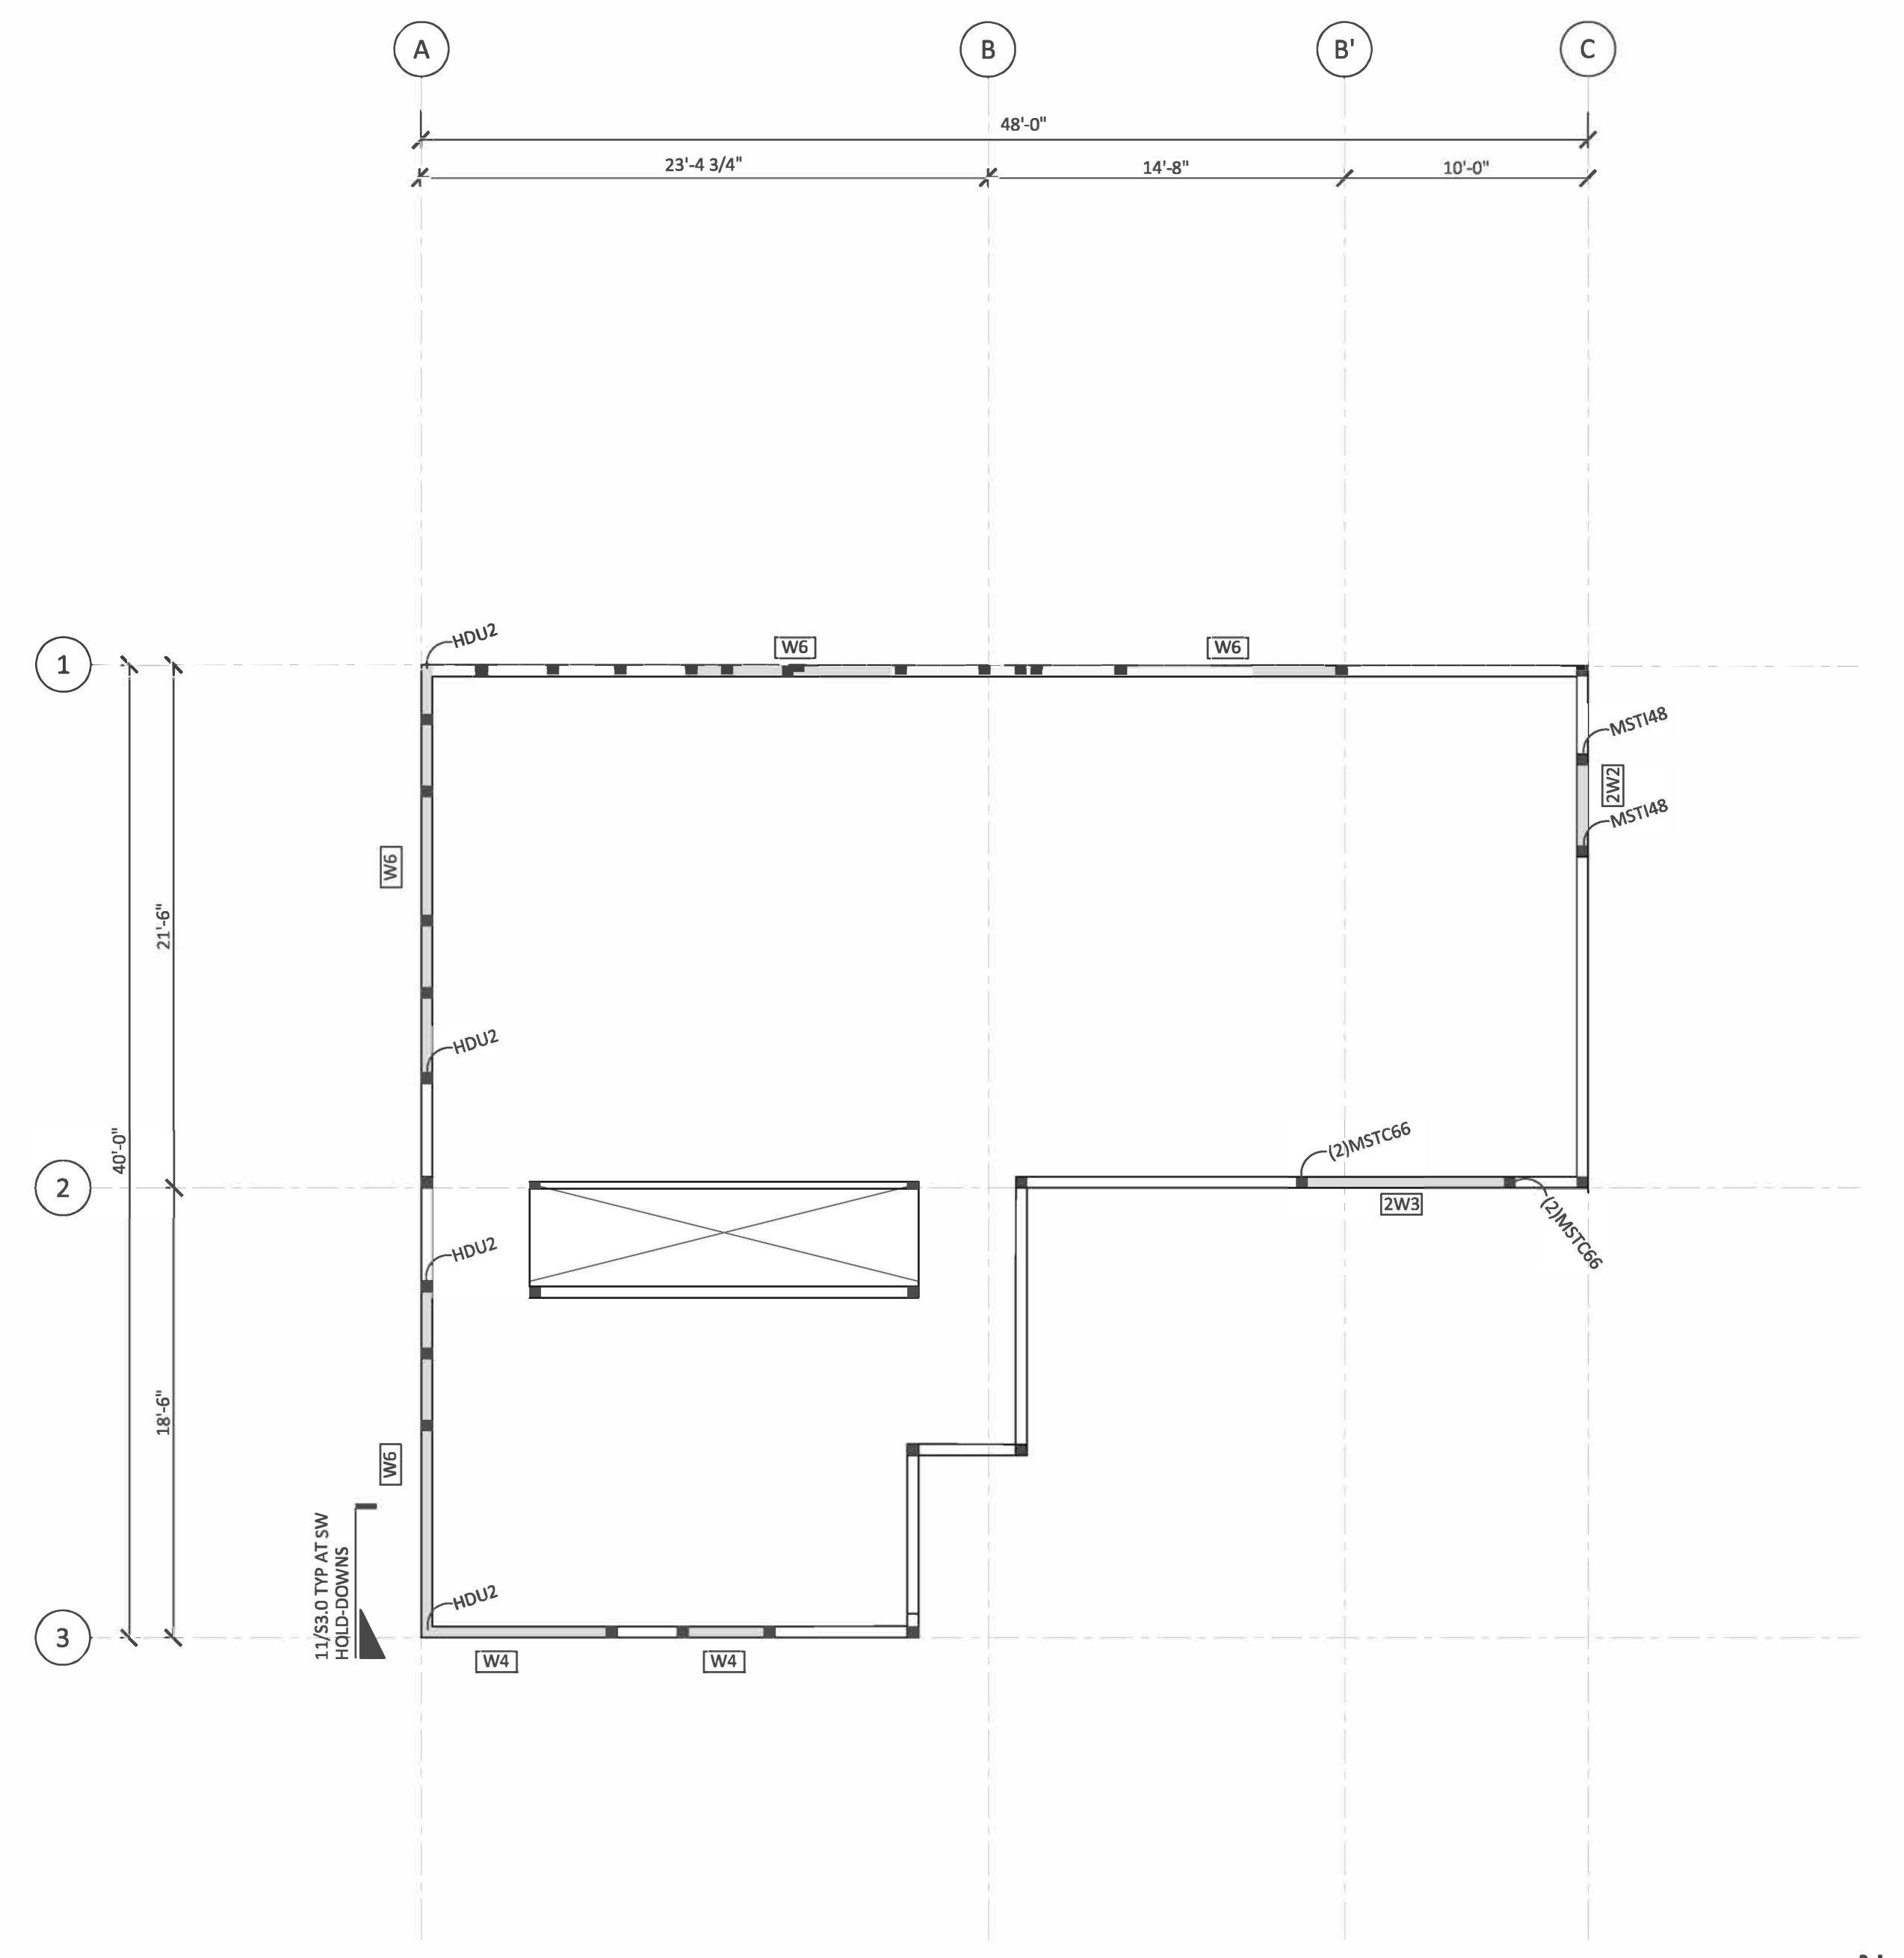 A
B
B'
C
48'-0"
23'-4 3/4"
14'-8"
10'-0"
1
HDU2
W6
W6
MSTI48
2W2
MSTI48
W6
21'-6"
HDU2
40'-0"
(2)MSTC66
2
2W3
(2)MSTC66
HDU2
18'-6"
W6
11/S3.0 TYP AT SW
HOLD-DOWNS
HDU2
3
W4
W4